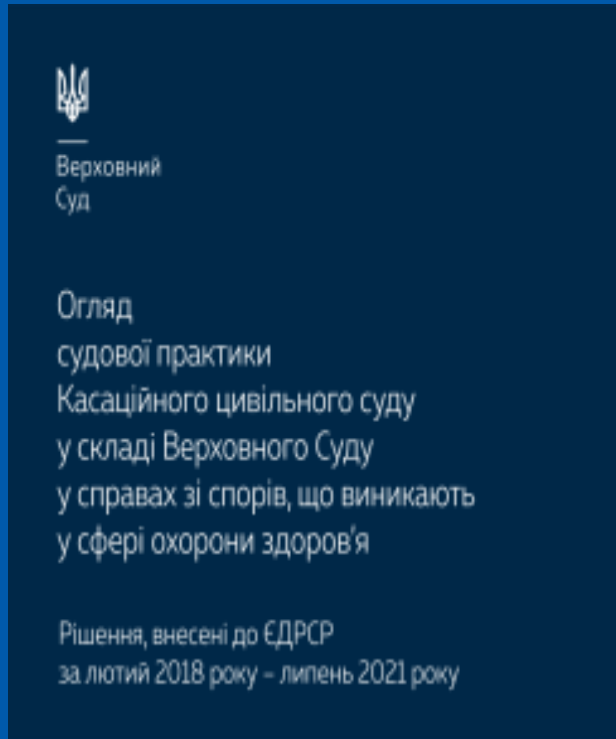 Верховний
Суд
Огляд
судової практики
Касаційного цивільного суду
у складі Верховного Суду
у справах зі спорів, що виникають
у сфері охорони здоров'я
Рішення, внесені до ЄДРСР
за лютий 2018 року – липень 2021 року